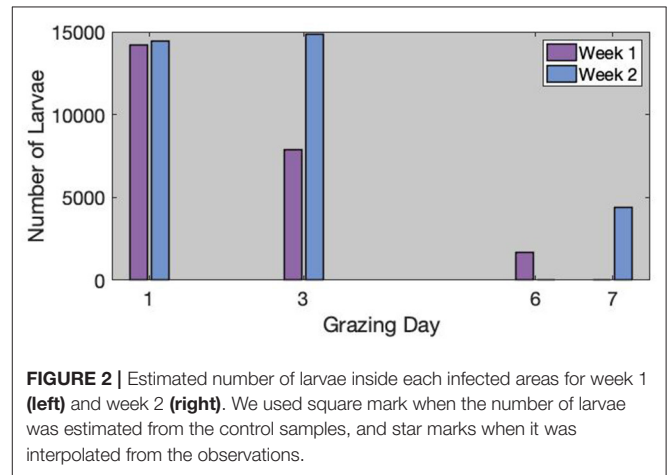 15000
10000
5000
0
Number of Larvae
Week 1
Week 2
1 3 6 7
Grazing Day
FIGURE 2 | Estimated number of larvae inside each infected areas for week 1
(left) and week 2 (right). We used square mark when the number of larvae
was estimated from the control samples, and star marks when it was
interpolated from the observations.